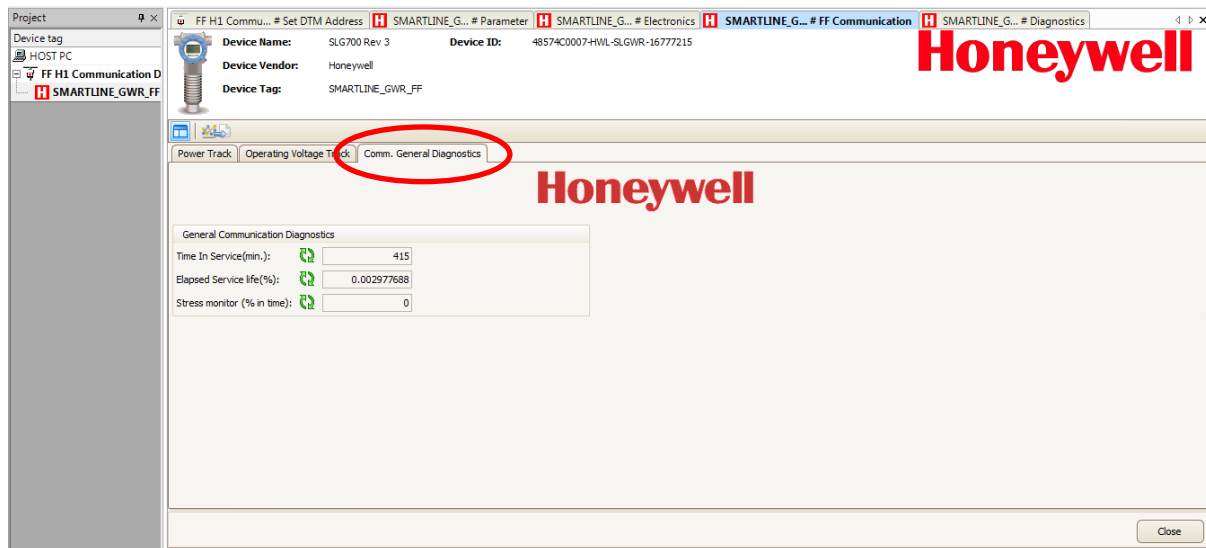 Project
Device tag
HOST PC
FF H1 Communication D
SMARTLINE_GWR_FF
FF H1 Commu... # Set DTM Address
SMARTLINE_G... # Parameter
SMARTLINE_G... # Electronics
SMARTLINE_G... # FF Communication
SMARTLINE_G... # Diagnostics
Device Name: SLG700 Rev 3 Device ID: 48574C0007-HWL-SLGWR-16777215
Device Vendor: Honeywell
Device Tag: SMARTLINE_GWR_FF
Honeywell
Power Track Operating Voltage Track Comm. General Diagnostics
Honeywell
General Communication Diagnostics
Time In Service(min.): 415
Elapsed Service life(%): 0.002977688
Stress monitor (% in time): 0
Close